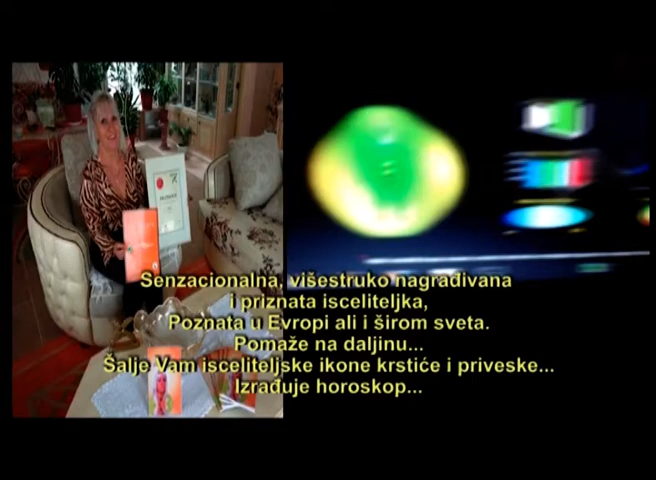 Senzacionalna, višestruko nagrađivana
i priznata isceliteljka,
Poznata u Evropi ali i širom sveta.
Pomaže na daljinu...
Šalje Vam isceliteljske ikone krstiće i priveske...
Izrađuje horoskop...